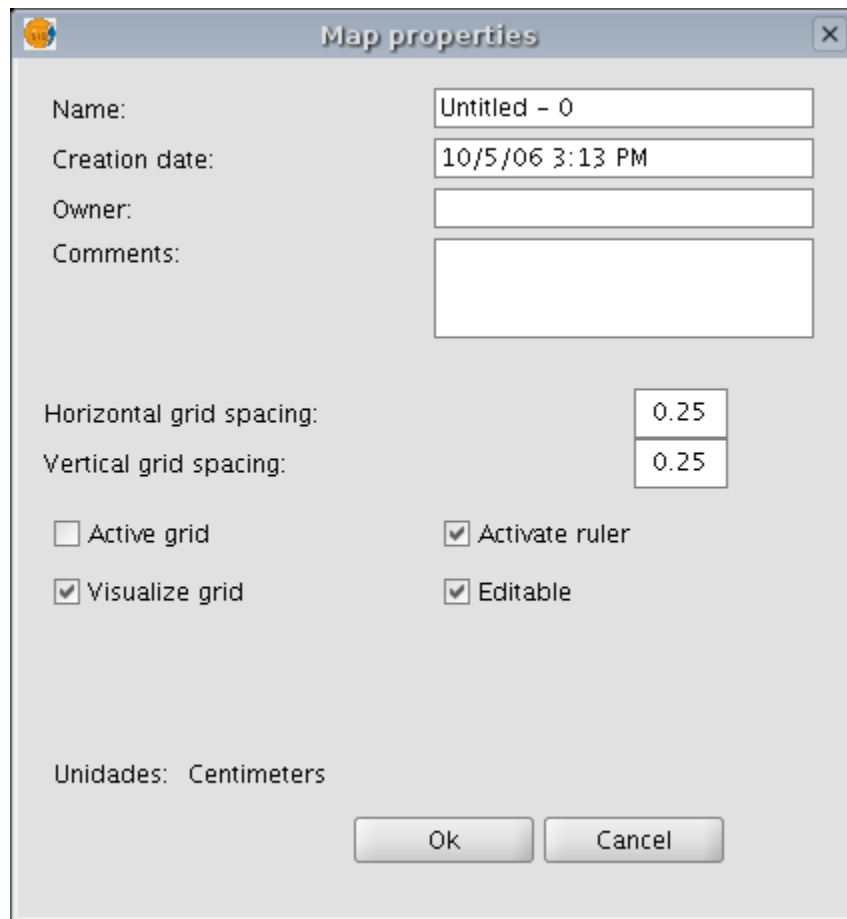 Map properties
Name: Untitled - 0
Creation date: 10/5/06 3:13 PM
Owner:
Comments:
Horizontal grid spacing: 0.25
Vertical grid spacing: 0.25
Active grid Activate ruler
Visualize grid Editable
Unidades: Centimeters
Ok Cancel